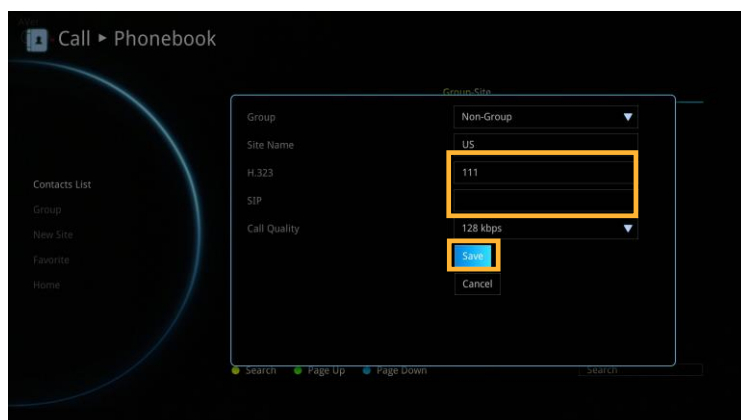 AVer
Call ► Phonebook
Group-Site
Group Non-Group ▼
Site Name US
H.323 111
Contacts List
SIP
Group
Call Quality 128 kbps ▼
New Site
Save
Favorite
Home Cancel
Search Page Up Page Down Search